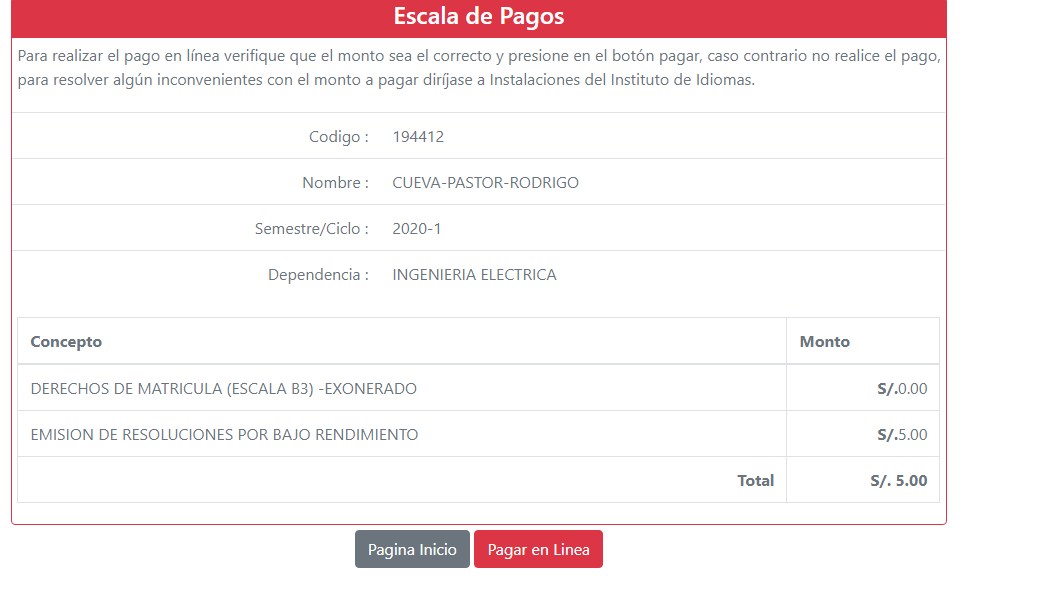 Escala de Pagos
Para realizar el pago en línea verifique que el monto sea el correcto y presione en el botón pagar, caso contrario no realice el pago,
para resolver algún inconvenientes con el monto a pagar diríjase a Instalaciones del Instituto de Idiomas.
Codigo : 194412
Nombre : CUEVA-PASTOR-RODRIGO
Semestre/Ciclo : 2020-1
Dependencia : INGENIERIA ELECTRICA
Concepto Monto
DERECHOS DE MATRICULA (ESCALA B3) -EXONERADO S/.0.00
EMISION DE RESOLUCIONES POR BAJO RENDIMIENTO S/.5.00
Total S/. 5.00
Pagina Inicio Pagar en Linea